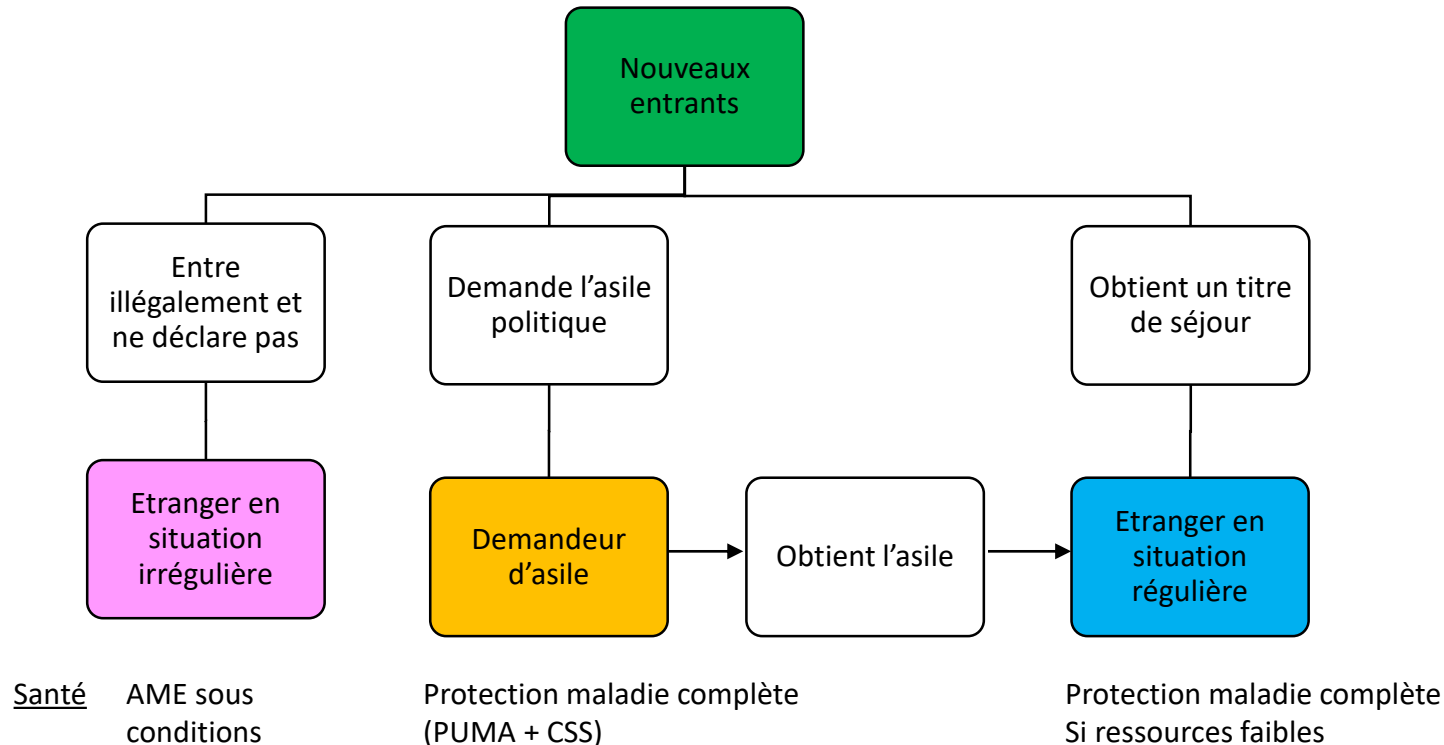 Nouveaux
entrants
Entre
illégalement et
ne déclare pas
Demande l’asile
politique
Obtient un titre
de séjour
Etranger en
situation
irrégulière
Demandeur
d’asile
Obtient l’asile
Etranger en
situation
régulière
Santé
AME sous
conditions
Protection maladie complète
(PUMA + CSS)
Protection maladie complète
Si ressources faibles